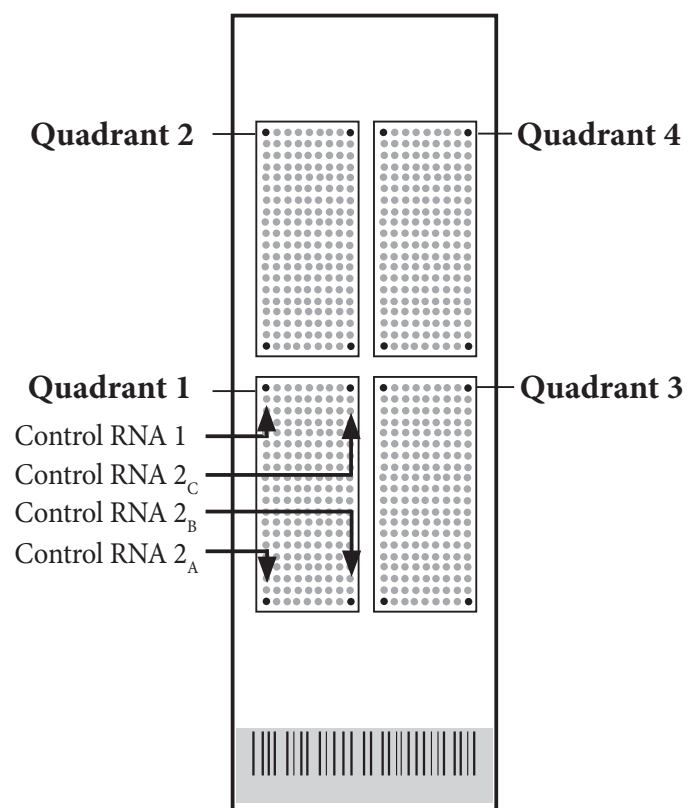 Quadrant 2
Quadrant 4
Quadrant 1
Quadrant 3
Control RNA 1
Control RNA 2C
Control RNA 2B
Control RNA 2A